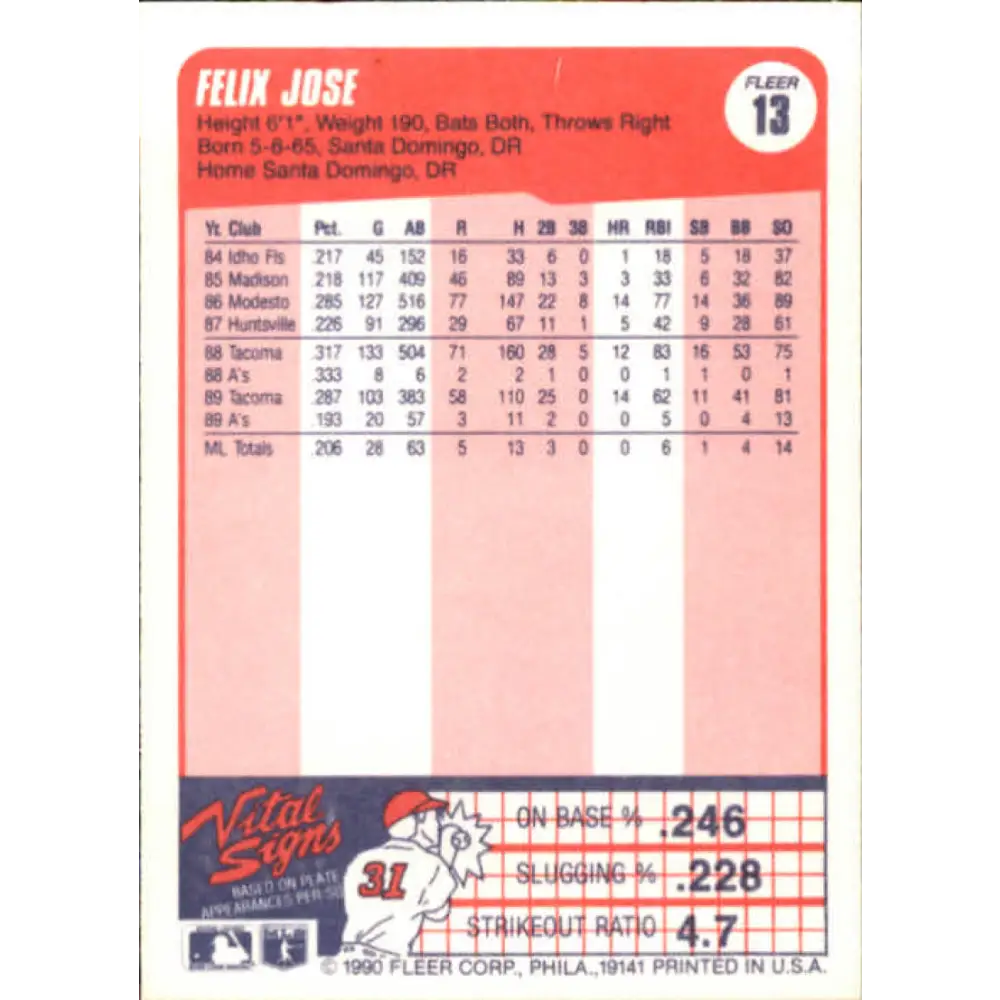 FELIX JOSE
FLEER
13
Height 6'1", Weight 190, Bats Both, Throws Right
Born 5-8-65, Santa Domingo, DR
Home Santa Domingo, DR
Yr. Club Pct. G AB R H 2B 3B HR RBI SB BB SO
84 Idho Fls .217 45 152 16 33 6 0 1 18 5 18 37
85 Madison .218 117 409 46 89 13 3 3 33 6 32 82
86 Modesto .285 127 516 77 147 22 8 14 77 14 36 89
87 Huntsville .226 91 296 29 67 11 1 5 42 9 28 61
88 Tacoma .317 133 504 71 160 28 5 12 83 16 53 75
88 A's .333 8 6 2 2 1 0 0 1 1 0 1
89 Tacoma .287 103 383 58 110 25 0 14 62 11 41 81
89 A's .193 20 57 3 11 2 0 0 5 0 4 13
ML Totals .206 28 63 5 13 3 0 0 6 1 4 14
Vital
Signs
BASED ON PLATE
APPEARANCES PER
31
ON BASE % .246
SLUGGING % .228
STRIKEOUT RATIO 4.7
© 1990 FLEER CORP., PHILA., 19141 PRINTED IN U.S.A.